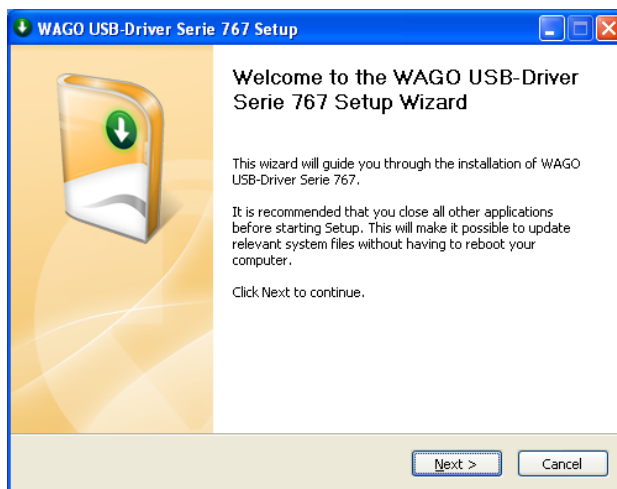 WAGO USB-Driver Serie 767 Setup
Welcome to the WAGO USB-Driver
Serie 767 Setup Wizard
This wizard will guide you through the installation of WAGO
USB-Driver Serie 767.
It is recommended that you close all other applications
before starting Setup. This will make it possible to update
relevant system files without having to reboot your
computer.
Click Next to continue.
Next > Cancel